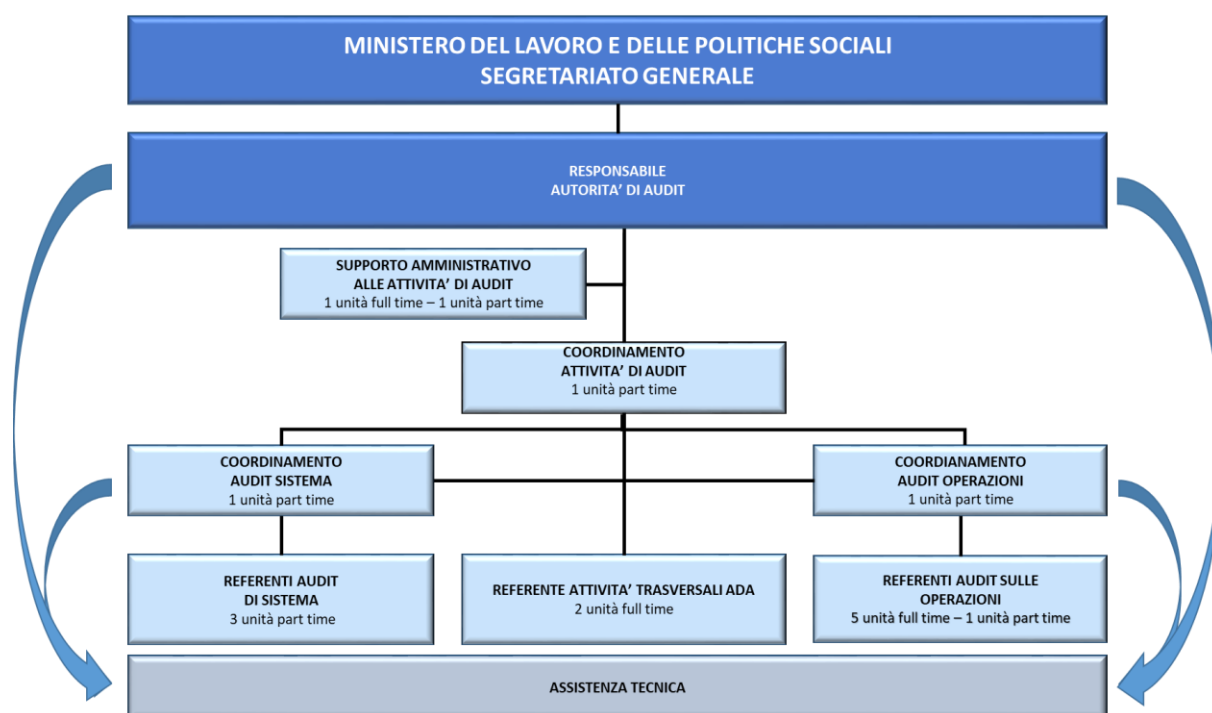 MINISTERO DEL LAVORO E DELLE POLITICHE SOCIALI
SEGRETARIATO GENERALE
RESPONSABILE
AUTORITA’ DI AUDIT
SUPPORTO AMMINISTRATIVO
ALLE ATTIVITA’ DI AUDIT
1 unità full time – 1 unità part time
COORDINAMENTO
ATTIVITA’ DI AUDIT
1 unità part time
COORDINAMENTO
AUDIT SISTEMA
1 unità part time
COORDIANAMENTO
AUDIT OPERAZIONI
1 unità part time
REFERENTI AUDIT
DI SISTEMA
3 unità part time
REFERENTE ATTIVITA’ TRASVERSALI ADA
2 unità full time
REFERENTI AUDIT SULLE
OPERAZIONI
5 unità full time – 1 unità part time
ASSISTENZA TECNICA